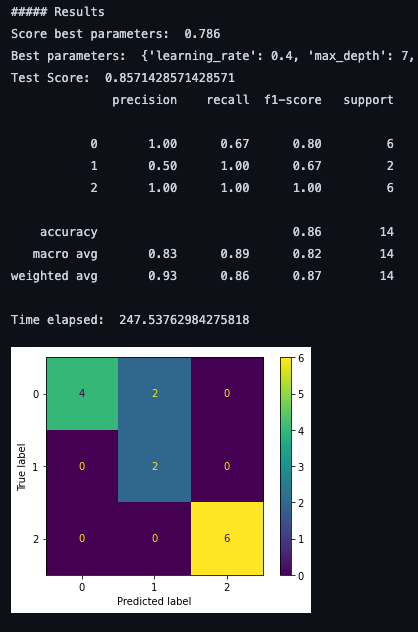 ##### Results
Score best parameters:  0.786
Best parameters:  {'learning_rate': 0.4, 'max_depth': 7,
Test Score:  0.8571428571428571
precision    recall  f1-score   support
0       1.00      0.67      0.80         6
1       0.50      1.00      0.67         2
2       1.00      1.00      1.00         6
accuracy                           0.86        14
macro avg       0.83      0.89      0.82        14
weighted avg       0.93      0.86      0.87        14
Time elapsed:  247.53762984275818
True label
0 4 2 0
1 0 2 0
2 0 0 6
0 1 2
Predicted label
6
5
4
3
2
1
0